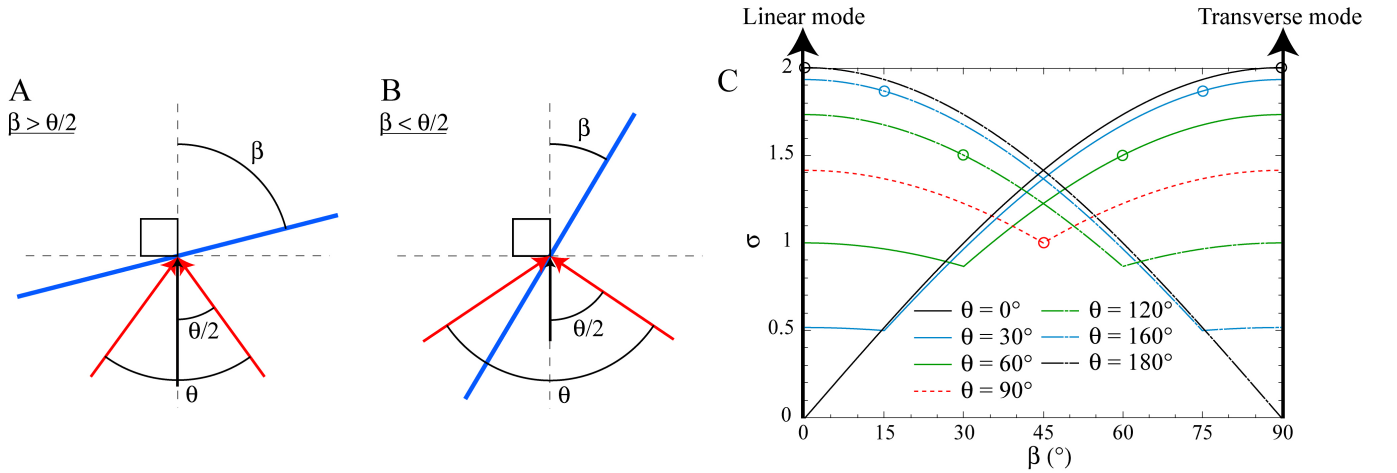 A
β > θ/2
β
θ/2
θ
B
β < θ/2
β
θ/2
θ
C
Linear mode
Transverse mode
2
1.5
1
0.5
0
σ
θ = 0°
θ = 30°
θ = 60°
θ = 90°
θ = 120°
θ = 160°
θ = 180°
0 15 30 45 60 75 90
β (°)